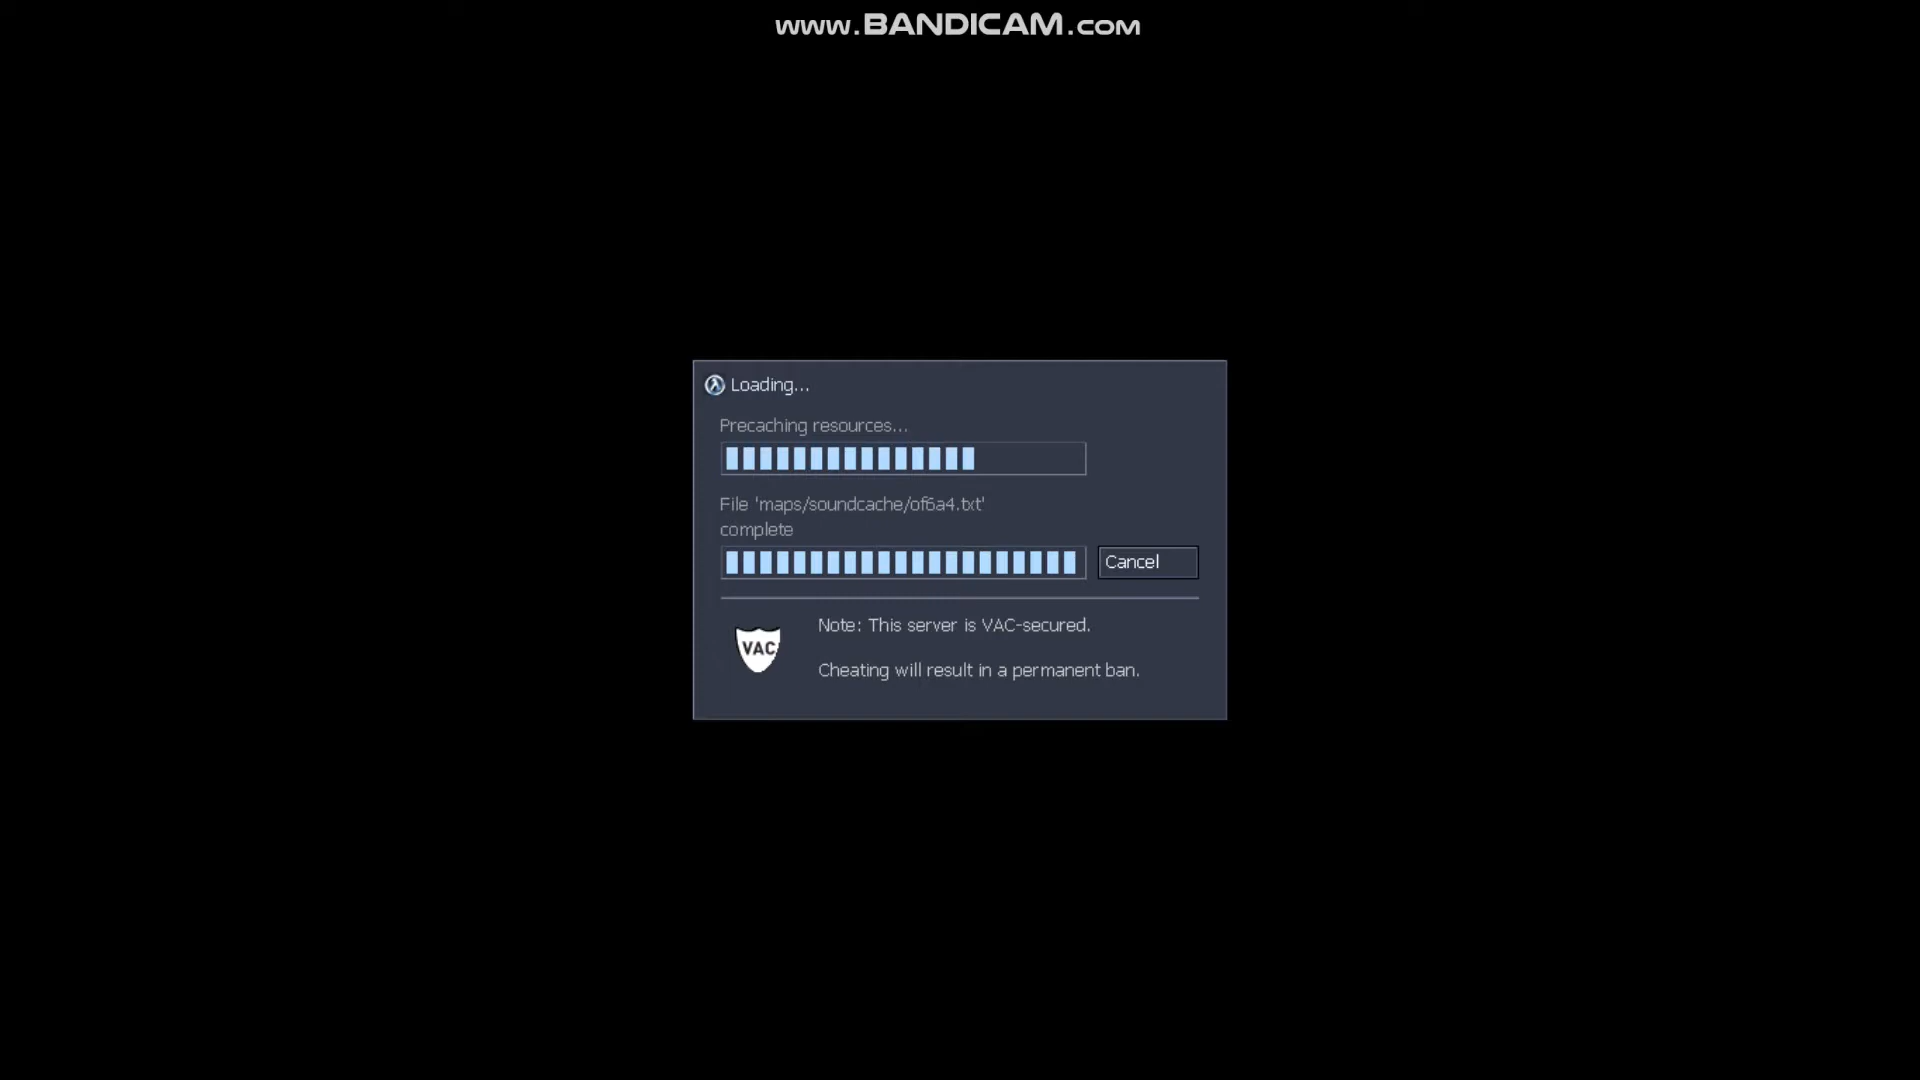 www.BANDICAM.com
Loading...
Precaching resources...
File 'maps/soundcache/of6a4.txt'
complete
Cancel
Note: This server is VAC-secured.
VAC
Cheating will result in a permanent ban.